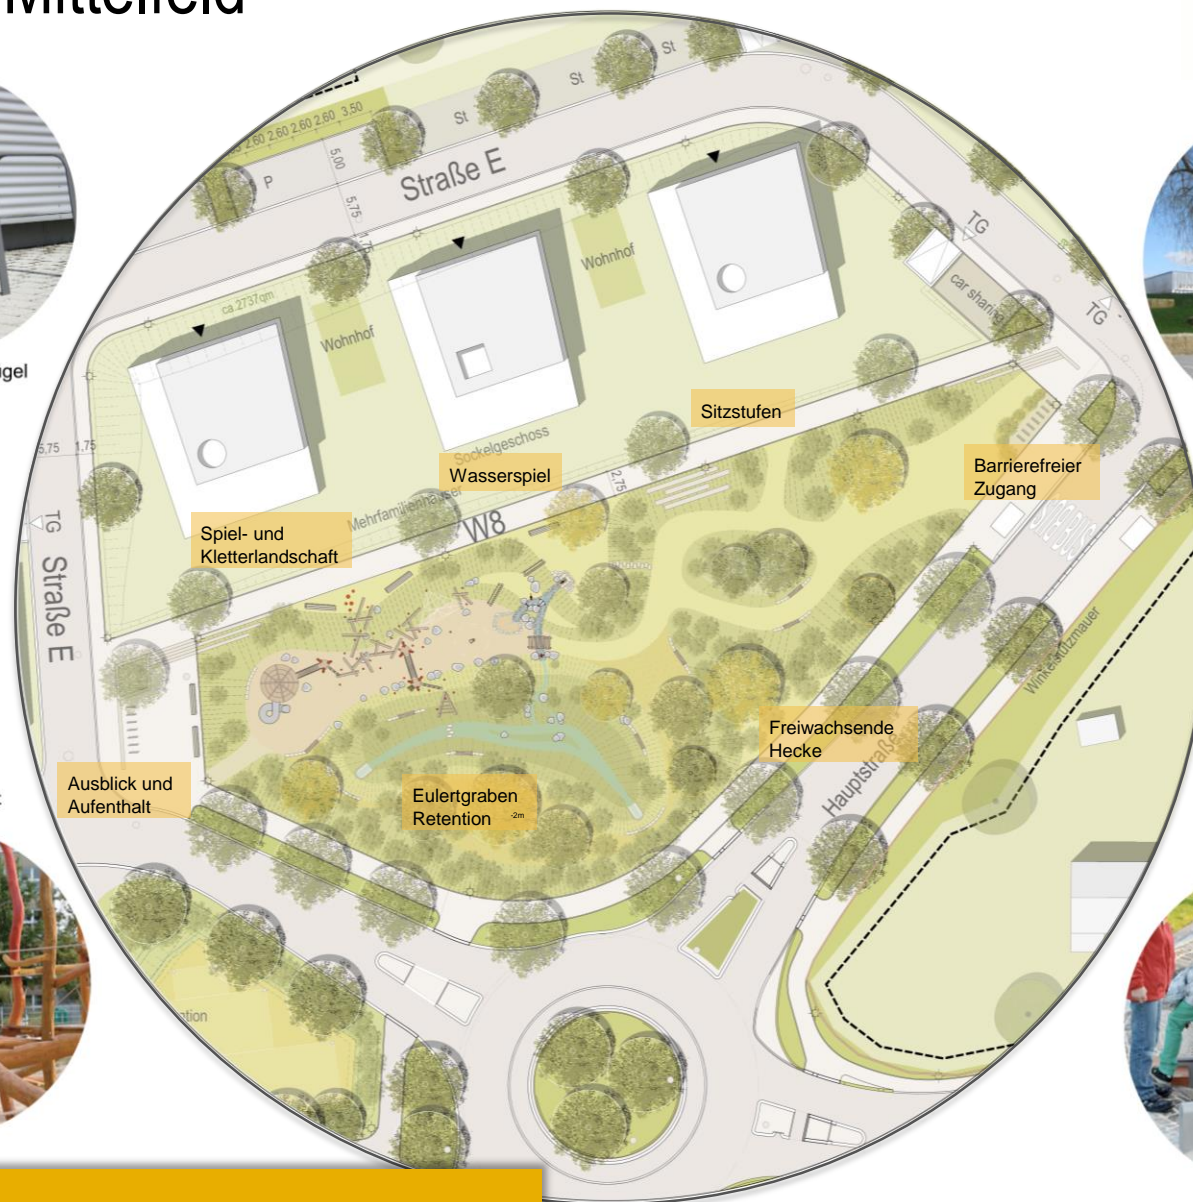 Mittelfeld
St
St
St
2.60 2.60 2.60 2.60 3.50
P
5,00
5,75
Straße E
TG
TG
Wohnhof
Wohnhof
ca 2737qm
5,75 1,75
Sockelgeschoss
Mehrfamilienhäuser
W8
2,75
Sitzstufen
Wasserspiel
Spiel- und
Kletterlandschaft
Barrierefreier
Zugang
TG
Straße E
Winkelstützmauer
Freiwachsende
Hecke
Hauptstraße
Ausblick und
Aufenthalt
Eulertgraben
Retention -2m